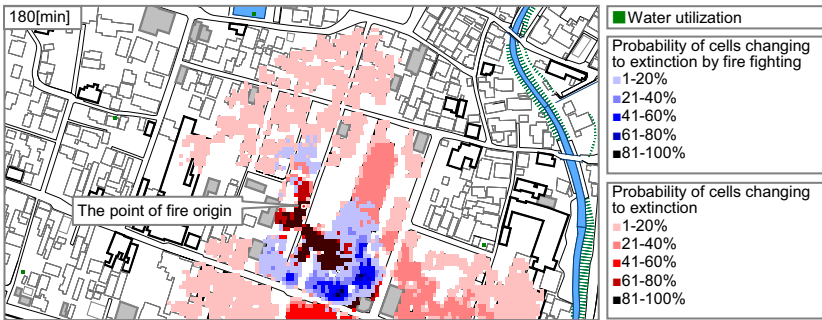 180[min]
The point of fire origin
Water utilization
Probability of cells changing
to extinction by fire fighting
1-20%
21-40%
41-60%
61-80%
81-100%
Probability of cells changing
to extinction
1-20%
21-40%
41-60%
61-80%
81-100%